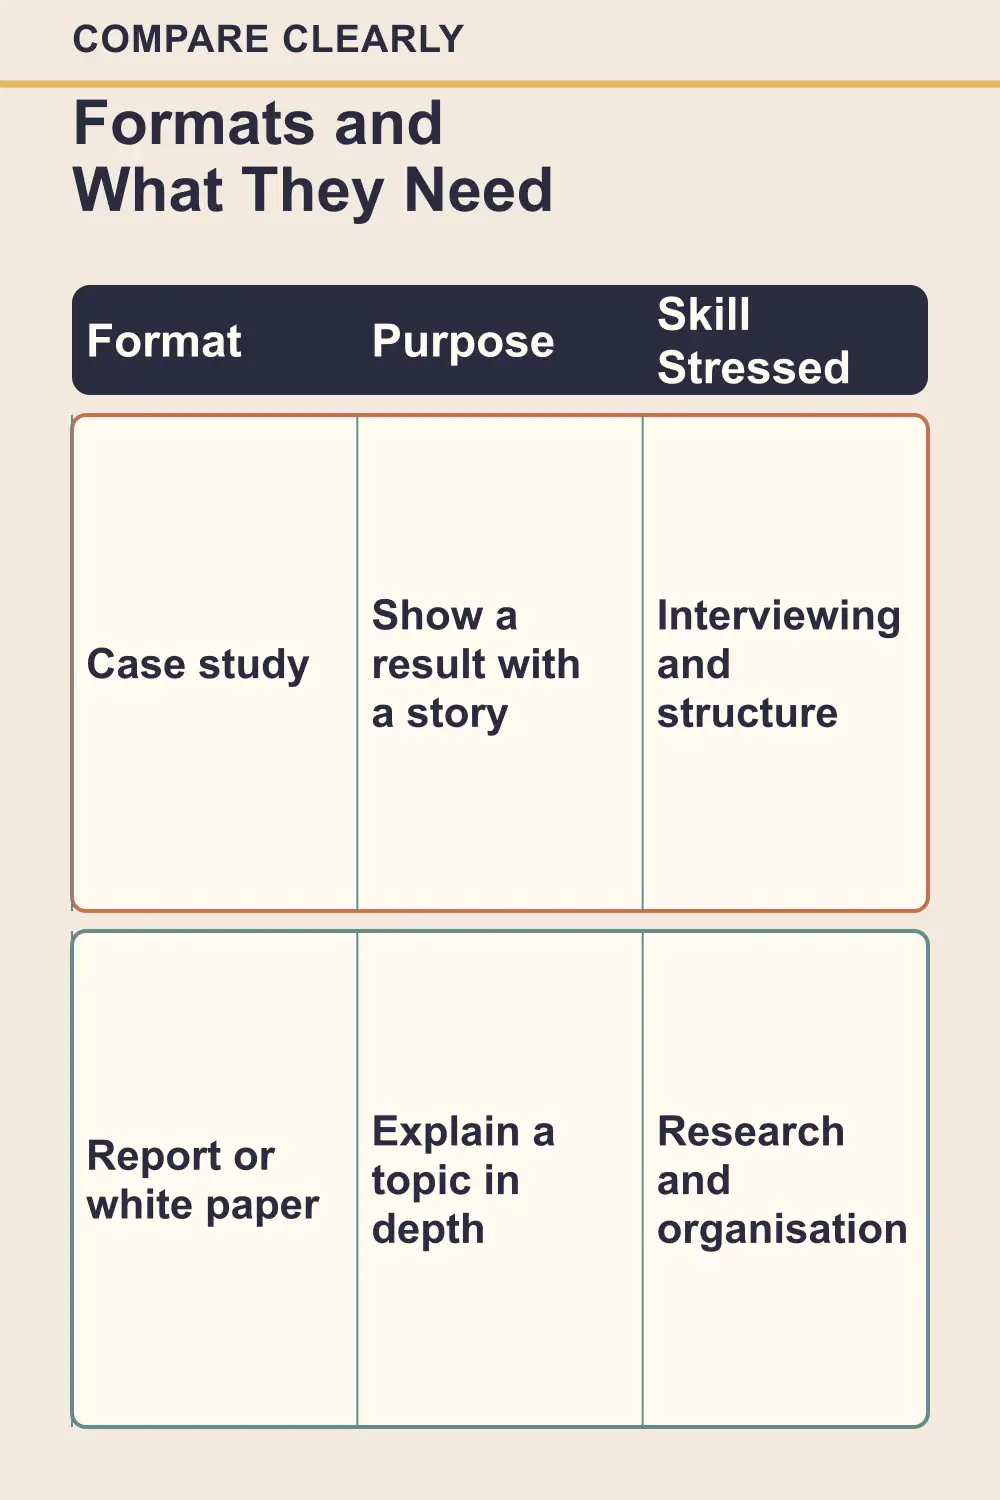 COMPARE CLEARLY
Formats and
What They Need
Format
Purpose
Skill
Stressed
Case study
Show a
result with
a story
Interviewing
and
structure
Report or
white paper
Explain a
topic in
depth
Research
and
organisation